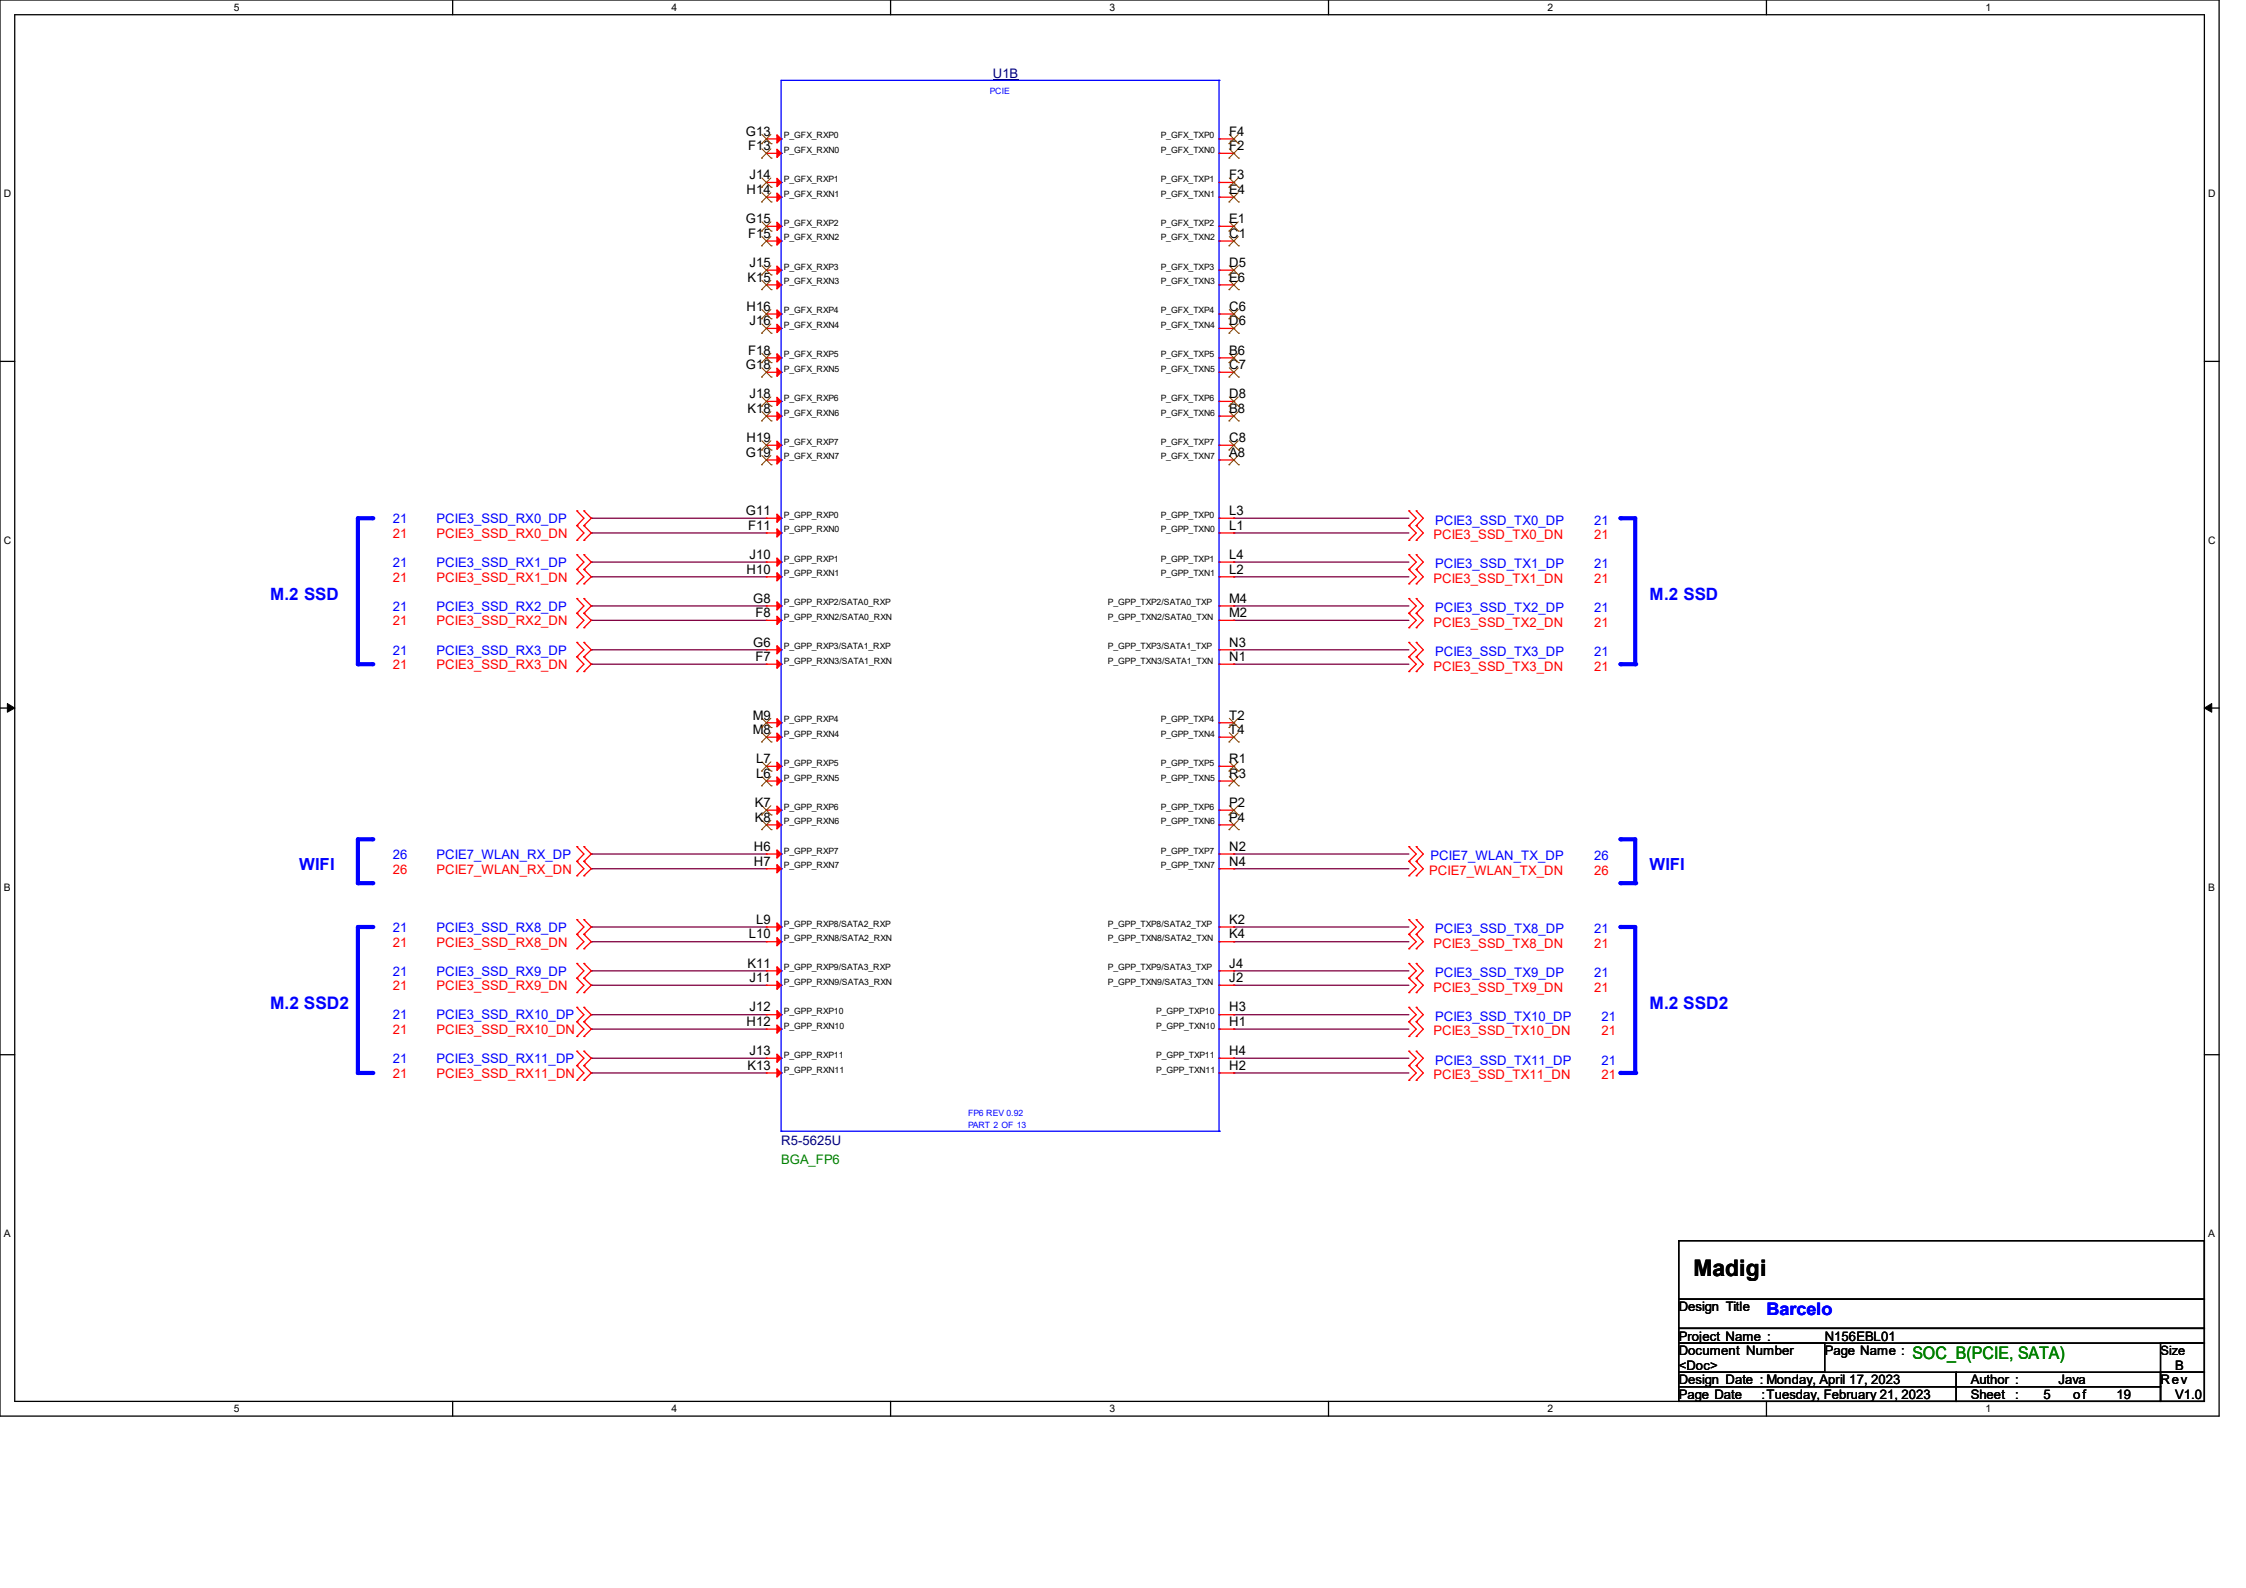 5 4 3 2 1
U1B
PCIE
G13 P_GFX_RXP0 P_GFX_TXP0 F4
F13 P_GFX_RXN0 P_GFX_TXN0 F2
J14 P_GFX_RXP1 P_GFX_TXP1 F3
D H14 P_GFX_RXN1 P_GFX_TXN1 E4 D
G15 P_GFX_RXP2 P_GFX_TXP2 E1
F15 P_GFX_RXN2 P_GFX_TXN2 C1
J15 P_GFX_RXP3 P_GFX_TXP3 D5
K15 P_GFX_RXN3 P_GFX_TXN3 E6
H16 P_GFX_RXP4 P_GFX_TXP4 C6
J16 P_GFX_RXN4 P_GFX_TXN4 D6
F18 P_GFX_RXP5 P_GFX_TXP5 B6
G18 P_GFX_RXN5 P_GFX_TXN5 C7
J18 P_GFX_RXP6 P_GFX_TXP6 D8
K18 P_GFX_RXN6 P_GFX_TXN6 B8
H19 P_GFX_RXP7 P_GFX_TXP7 C8
G19 P_GFX_RXN7 P_GFX_TXN7 A8
21 PCIE3_SSD_RX0_DP G11 P_GPP_RXP0 P_GPP_TXP0 L3 PCIE3_SSD_TX0_DP 21
21 PCIE3_SSD_RX0_DN F11 P_GPP_RXN0 P_GPP_TXN0 L1 PCIE3_SSD_TX0_DN 21
C C
21 PCIE3_SSD_RX1_DP J10 P_GPP_RXP1 P_GPP_TXP1 L4 PCIE3_SSD_TX1_DP 21
21 PCIE3_SSD_RX1_DN H10 P_GPP_RXN1 P_GPP_TXN1 L2 PCIE3_SSD_TX1_DN 21
M.2 SSD M.2 SSD
21 PCIE3_SSD_RX2_DP G8 P_GPP_RXP2/SATA0_RXP P_GPP_TXP2/SATA0_TXP M4 PCIE3_SSD_TX2_DP 21
21 PCIE3_SSD_RX2_DN F8 P_GPP_RXN2/SATA0_RXN P_GPP_TXN2/SATA0_TXN M2 PCIE3_SSD_TX2_DN 21
21 PCIE3_SSD_RX3_DP G6 P_GPP_RXP3/SATA1_RXP P_GPP_TXP3/SATA1_TXP N3 PCIE3_SSD_TX3_DP 21
21 PCIE3_SSD_RX3_DN F7 P_GPP_RXN3/SATA1_RXN P_GPP_TXN3/SATA1_TXN N1 PCIE3_SSD_TX3_DN 21
M9 P_GPP_RXP4 P_GPP_TXP4 T2
M8 P_GPP_RXN4 P_GPP_TXN4 T4
L7 P_GPP_RXP5 P_GPP_TXP5 R1
L6 P_GPP_RXN5 P_GPP_TXN5 R3
K7 P_GPP_RXP6 P_GPP_TXP6 P2
K8 P_GPP_RXN6 P_GPP_TXN6 P4
26 PCIE7_WLAN_RX_DP H6 P_GPP_RXP7 P_GPP_TXP7 N2 PCIE7_WLAN_TX_DP 26
WIFI WIFI
26 PCIE7_WLAN_RX_DN H7 P_GPP_RXN7 P_GPP_TXN7 N4 PCIE7_WLAN_TX_DN 26
B B
21 PCIE3_SSD_RX8_DP L9 P_GPP_RXP8/SATA2_RXP P_GPP_TXP8/SATA2_TXP K2 PCIE3_SSD_TX8_DP 21
21 PCIE3_SSD_RX8_DN L10 P_GPP_RXN8/SATA2_RXN P_GPP_TXN8/SATA2_TXN K4 PCIE3_SSD_TX8_DN 21
21 PCIE3_SSD_RX9_DP K11 P_GPP_RXP9/SATA3_RXP P_GPP_TXP9/SATA3_TXP J4 PCIE3_SSD_TX9_DP 21
21 PCIE3_SSD_RX9_DN J11 P_GPP_RXN9/SATA3_RXN P_GPP_TXN9/SATA3_TXN J2 PCIE3_SSD_TX9_DN 21
M.2 SSD2 M.2 SSD2
21 PCIE3_SSD_RX10_DP J12 P_GPP_RXP10 P_GPP_TXP10 H3 PCIE3_SSD_TX10_DP 21
21 PCIE3_SSD_RX10_DN H12 P_GPP_RXN10 P_GPP_TXN10 H1 PCIE3_SSD_TX10_DN 21
21 PCIE3_SSD_RX11_DP J13 P_GPP_RXP11 P_GPP_TXP11 H4 PCIE3_SSD_TX11_DP 21
21 PCIE3_SSD_RX11_DN K13 P_GPP_RXN11 P_GPP_TXN11 H2 PCIE3_SSD_TX11_DN 21
FP6 REV 0.92
PART 2 OF 13
R5-5625U
BGA_FP6
A A
Madigi
Design Title Barcelo
Project Name : N156EBL01
Document Number Page Name : SOC_B(PCIE, SATA) Size
<Doc> B
Design Date : Monday, April 17, 2023 Author : Java Rev
Page Date : Tuesday, February 21, 2023 Sheet : 5 of 19 V1.0
5 4 3 2 1